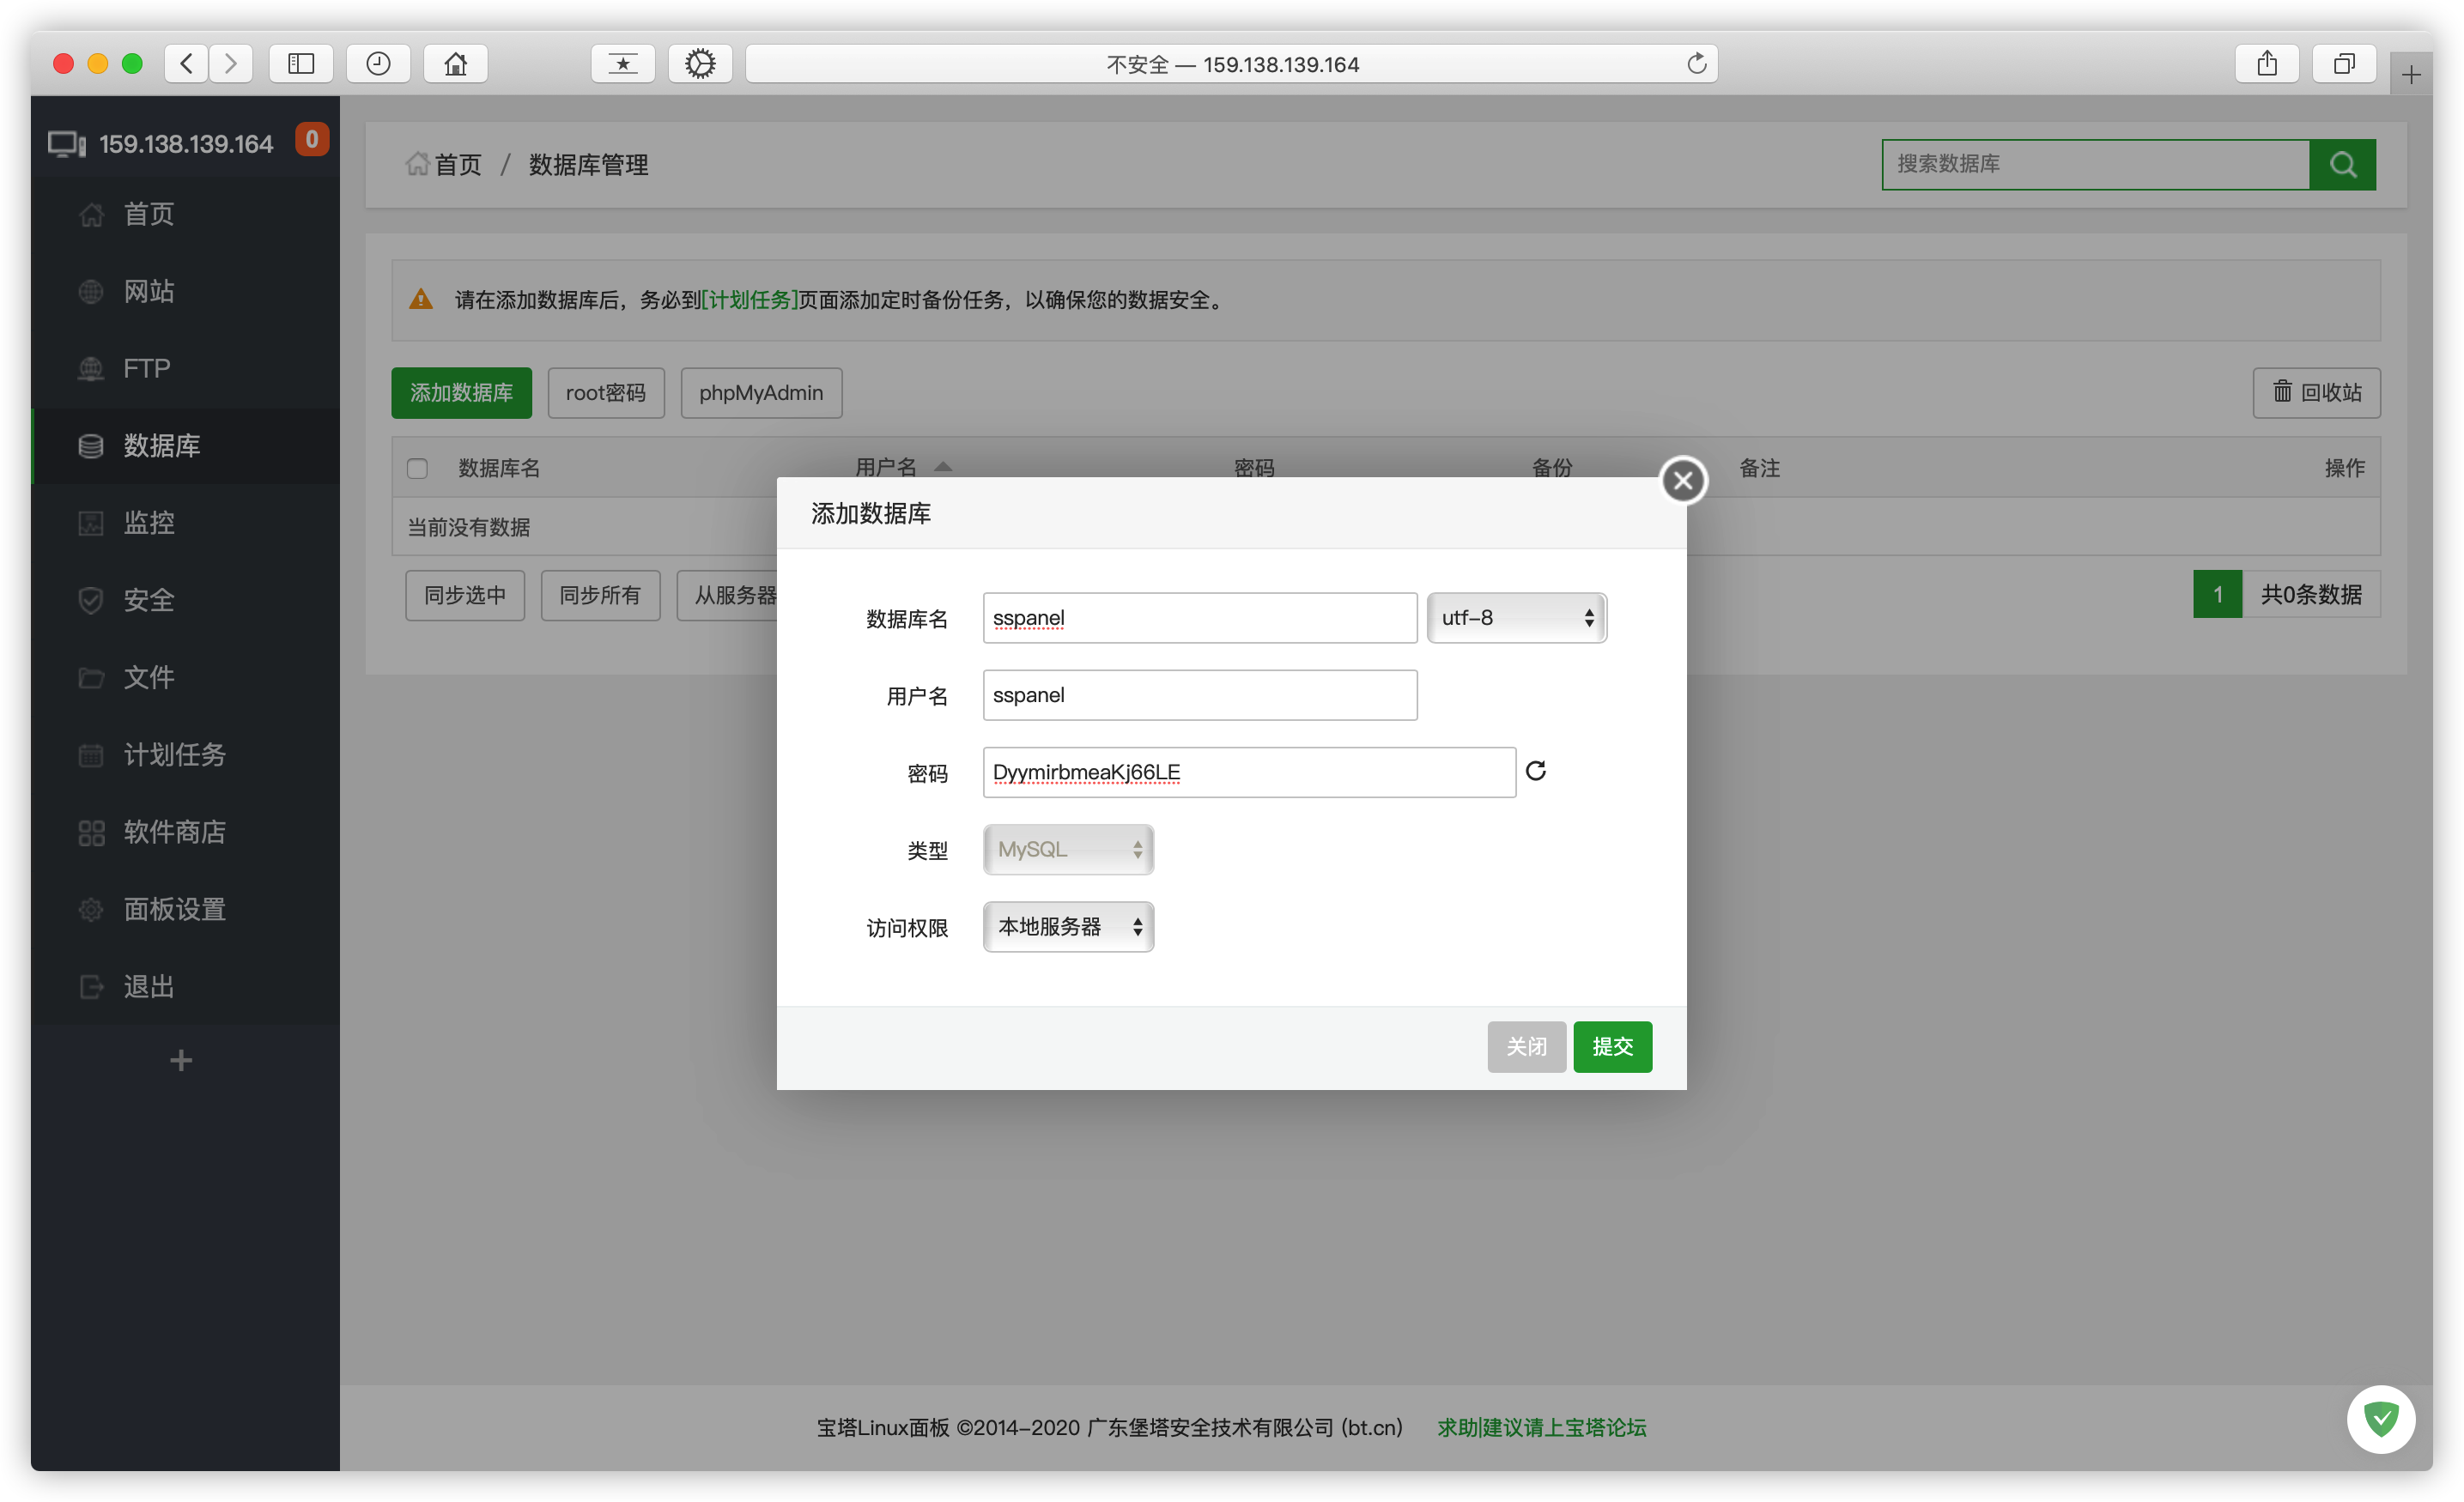 不安全 — 159.138.139.164
159.138.139.164 0
首页
网站
FTP
数据库
监控
安全
文件
计划任务
软件商店
面板设置
退出
首页 / 数据库管理
搜索数据库
请在添加数据库后，务必到[计划任务]页面添加定时备份任务，以确保您的数据安全。
添加数据库 root密码 phpMyAdmin 回收站
数据库名 用户名 密码 备份 备注 操作
当前没有数据
同步选中 同步所有 从服务器
1 共0条数据
添加数据库
数据库名 sspanel utf-8
用户名 sspanel
密码 DyymirbmeaKj66LE
类型 MySQL
访问权限 本地服务器
关闭 提交
宝塔Linux面板 ©2014-2020 广东堡塔安全技术有限公司 (bt.cn) 求助|建议请上宝塔论坛